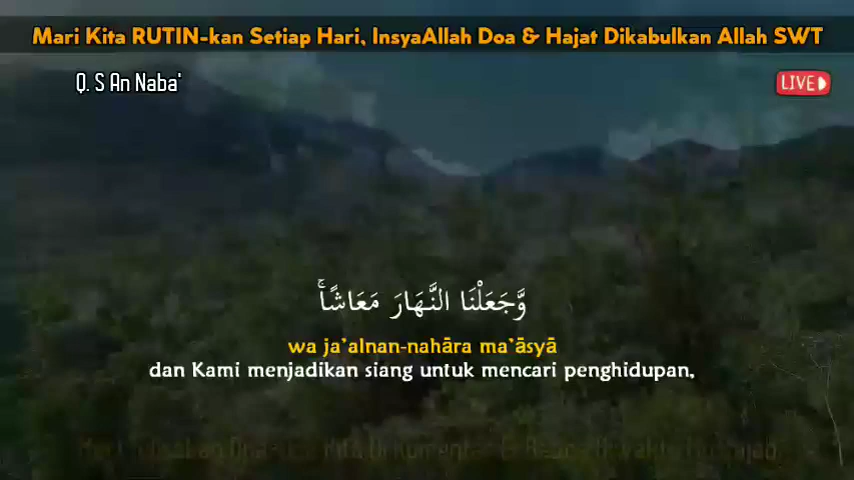 Mari Kita RUTIN-kan Setiap Hari, InsyaAllah Doa & Hajat Dikabulkan Allah SWT
Q. S An Naba'
LIVE
وَّجَعَلْنَا النَّهَارَ مَعَاشًاۚ
wa ja'alnan-nahāra ma'āsyā
dan Kami menjadikan siang untuk mencari penghidupan,